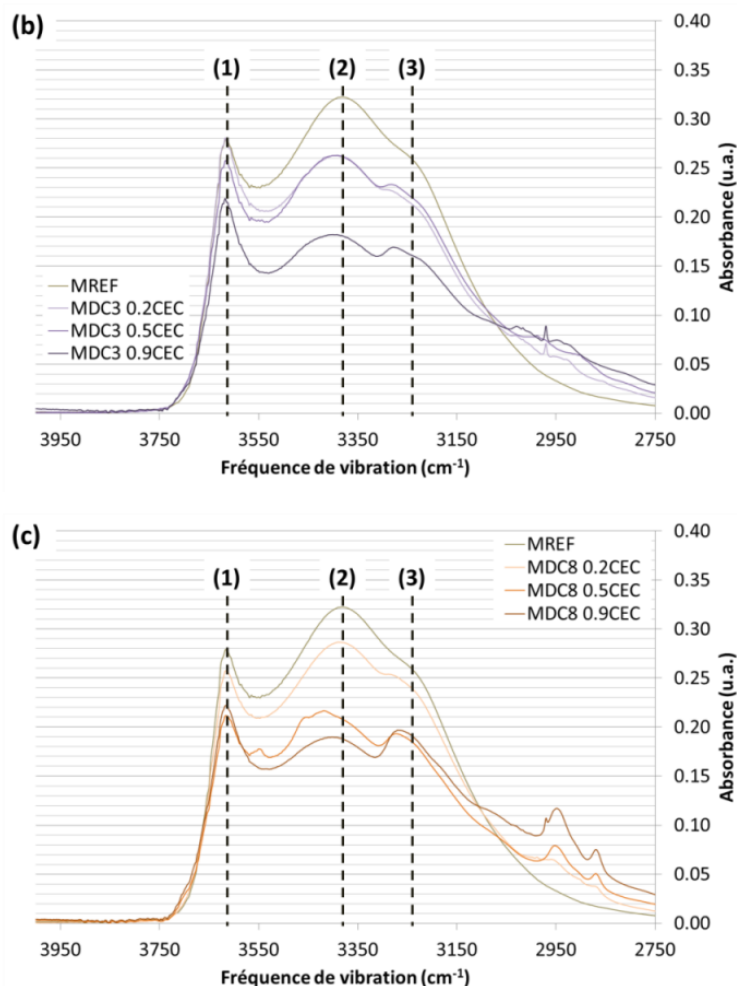 (b)
(1) (2) (3)
0.40
0.35
0.30
0.25
0.20
0.15
0.10
0.05
0.00
Absorbance (u.a.)
MREF
MDC3 0.2CEC
MDC3 0.5CEC
MDC3 0.9CEC
3950 3750 3550 3350 3150 2950 2750
Fréquence de vibration (cm⁻¹)
(c)
(1) (2) (3)
0.40
0.35
0.30
0.25
0.20
0.15
0.10
0.05
0.00
Absorbance (u.a.)
MREF
MDC8 0.2CEC
MDC8 0.5CEC
MDC8 0.9CEC
3950 3750 3550 3350 3150 2950 2750
Fréquence de vibration (cm⁻¹)